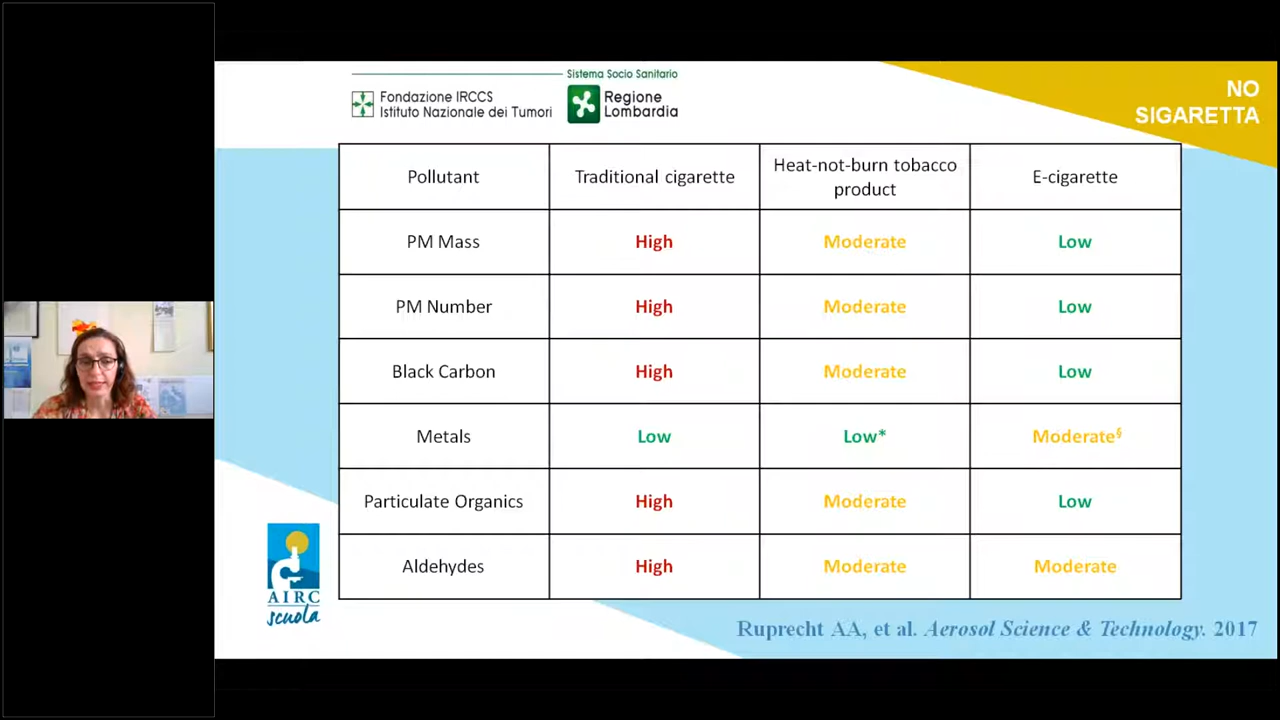 Sistema Socio Sanitario
Fondazione IRCCS
Istituto Nazionale dei Tumori
Regione
Lombardia
NO
SIGARETTA
Pollutant Traditional cigarette Heat-not-burn tobacco product E-cigarette
PM Mass High Moderate Low
PM Number High Moderate Low
Black Carbon High Moderate Low
Metals Low Low* Moderate§
Particulate Organics High Moderate Low
Aldehydes High Moderate Moderate
AIRC
scuola
Ruprecht AA, et al. Aerosol Science & Technology. 2017